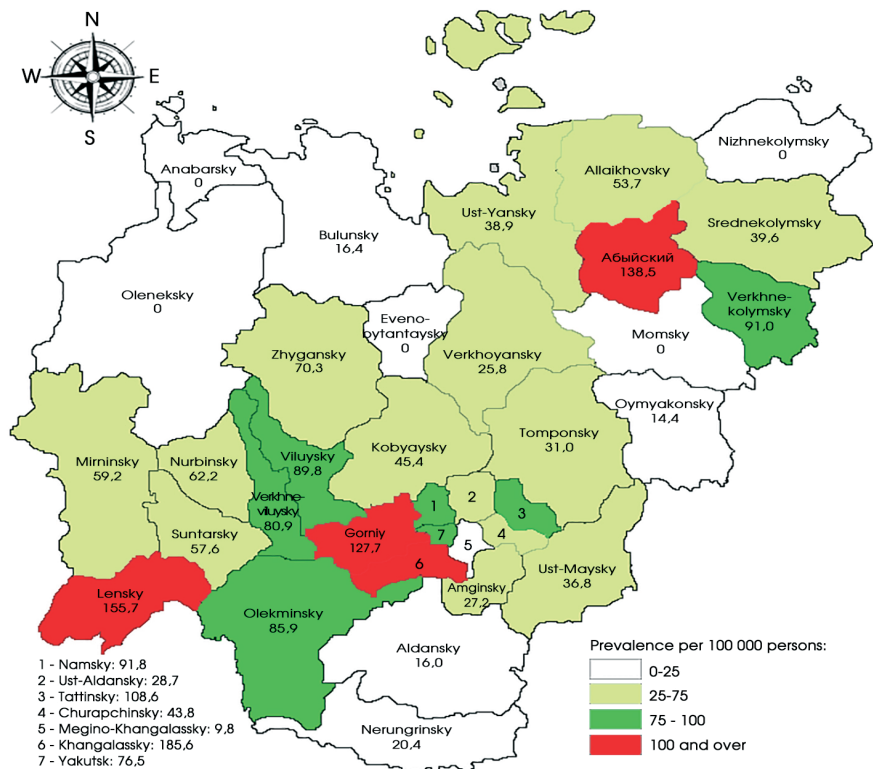 N
W E
S
Anabarsky
0
Nizhnekolymsky
0
Allaikhovsky
53,7
Bulunsky
16,4
Ust-Yansky
38,9
Srednekolymsky
39,6
Абыйский
138,5
Oleneksky
0
Verkhne-
kolymsky
91,0
Eveno-
bytantaysky
0
Momsky
0
Zhygansky
70,3
Verkhoyansky
25,8
Oymyakonsky
14,4
Mirninsky
59,2
Nurbinsky
62,2
Viluysky
89,8
Kobyaysky
45,4
Tomponsky
31,0
Verkhne-
viluysky
80,9
1
2
3
Suntarsky
57,6
Gorniy
127,7
7
5
4
6
Ust-Maysky
36,8
Lensky
155,7
Amginsky
27,2
Olekminsky
85,9
Aldansky
16,0
Nerungrinsky
20,4
1 - Namsky: 91,8
2 - Ust-Aldansky: 28,7
3 - Tattinsky: 108,6
4 - Churapchinsky: 43,8
5 - Megino-Khangalassky: 9,8
6 - Khangalassky: 185,6
7 - Yakutsk: 76,5
Prevalence per 100 000 persons:
0-25
25-75
75 - 100
100 and over